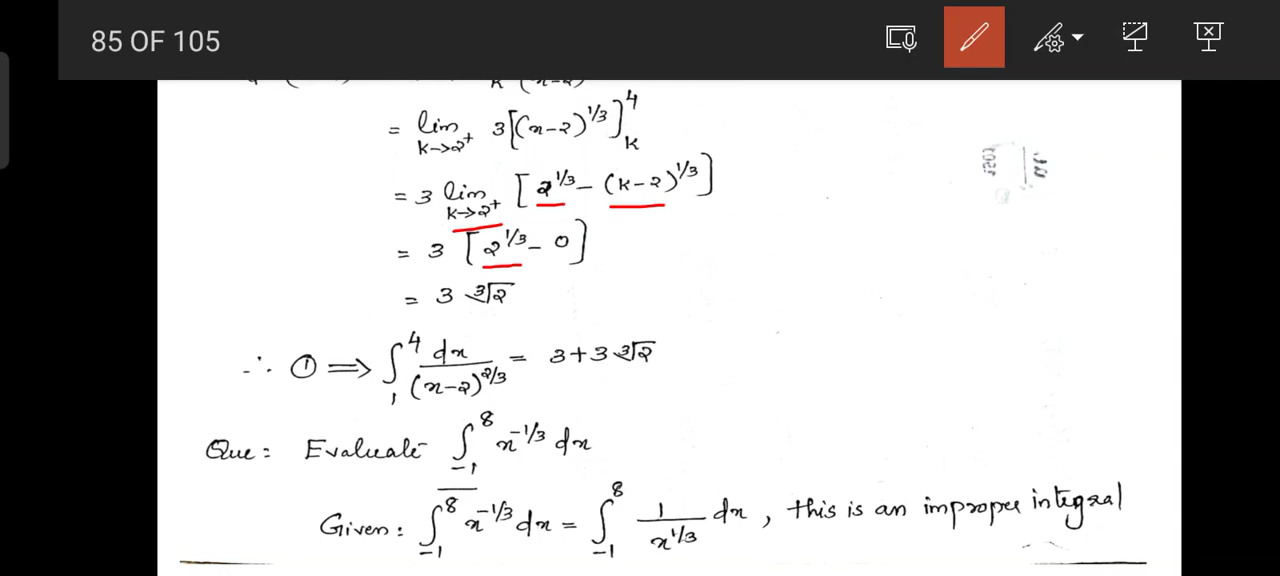 85 OF 105
= lim k→2⁺ 3[(x-2)^1/3]_k^4
= 3 lim k→2⁺ [2^1/3 - (k-2)^1/3]
= 3 [2^1/3 - 0]
= 3 ∛2
∴ ① ⟹ ∫_1^4 dx/(x-2)^2/3 = 3+3∛2
Que: Evaluate ∫_-1^8 x^-1/3 dx
Given: ∫_-1^8 x^-1/3 dx = ∫_-1^8 1/x^1/3 dx, this is an improper integral